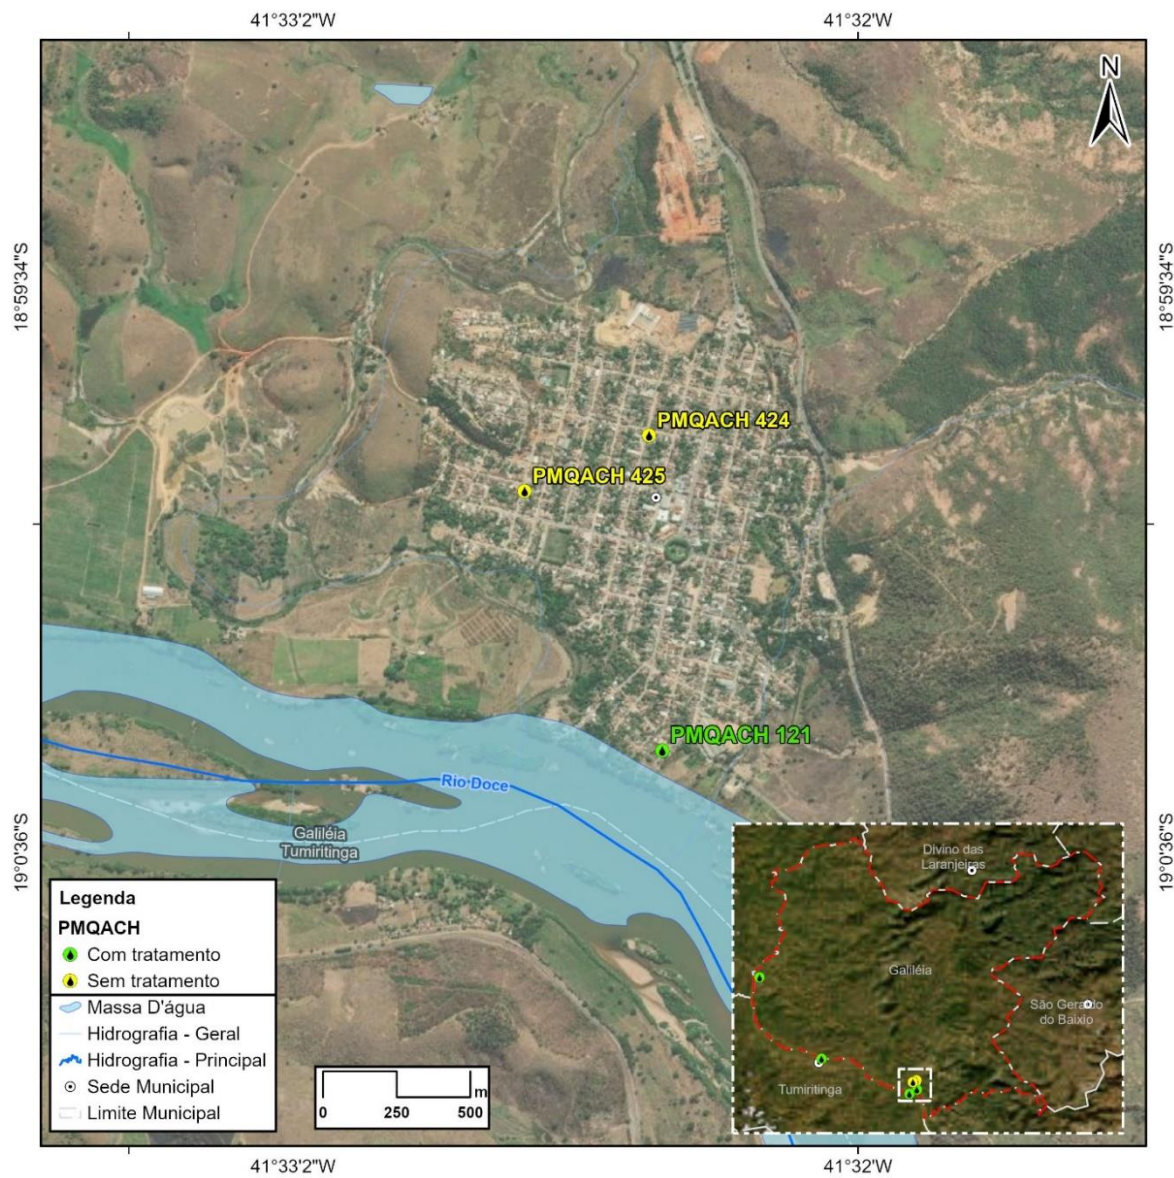 41°33'2"W
41°32'W
N
18°59'34"S
18°59'34"S
PMQACH 424
PMQACH 425
PMQACH 121
Rio Doce
Galiléia
Tumiritinga
19°0'36"S
19°0'36"S
Legenda
PMQACH
Com tratamento
Sem tratamento
Massa D'água
Hidrografia - Geral
Hidrografia - Principal
Sede Municipal
Limite Municipal
m
0 250 500
Divino das
Laranjeiras
Galiléia
São Geraldo
do Baixio
Tumiritinga
41°33'2"W
41°32'W